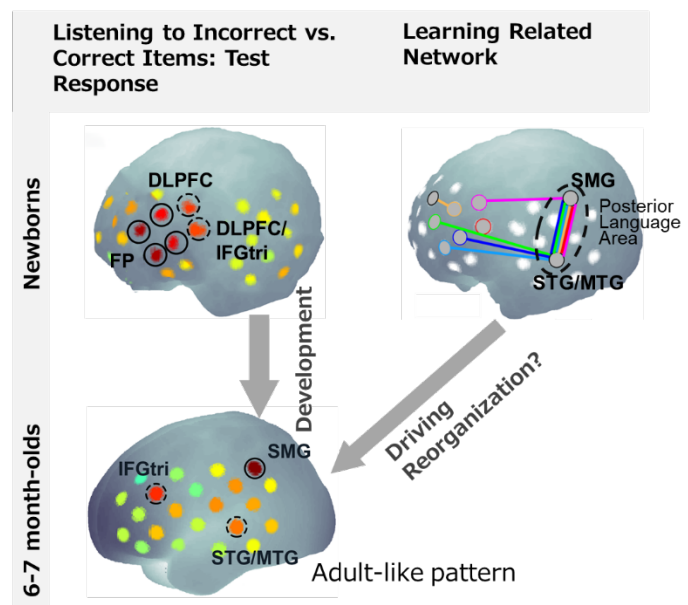 Listening to Incorrect vs.
Correct Items: Test
Response
Learning Related
Network
Newborns
DLPFC
DLPFC/
IFGtri
FP
SMG
Posterior
Language
Area
STG/MTG
Development
Driving
Reorganization?
6-7 month-olds
IFGtri
SMG
STG/MTG
Adult-like pattern